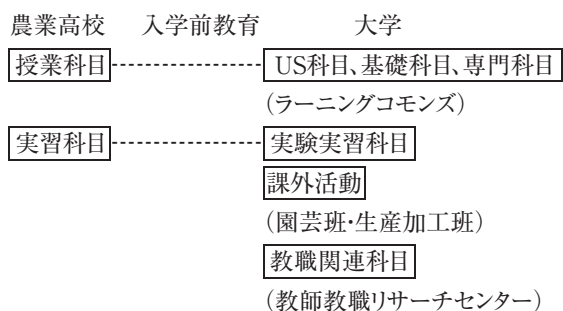 農業高校 入学前教育 大学
授業科目 US科目、基礎科目、専門科目
（ラーニングコモンズ）
実習科目 実験実習科目
課外活動
（園芸班・生産加工班）
教職関連科目
（教師教職リサーチセンター）